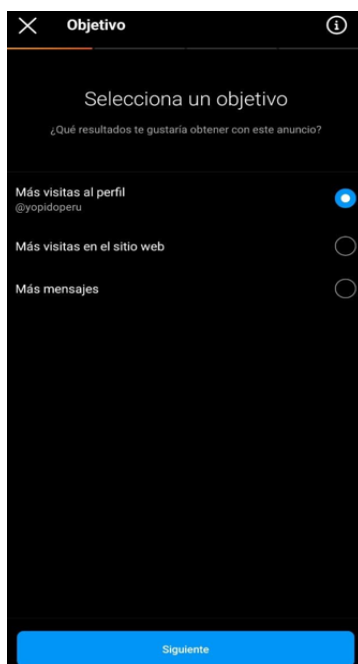 Objetivo
Selecciona un objetivo
¿Qué resultados te gustaría obtener con este anuncio?
Más visitas al perfil
@yopidoperu
Más visitas en el sitio web
Más mensajes
Siguiente